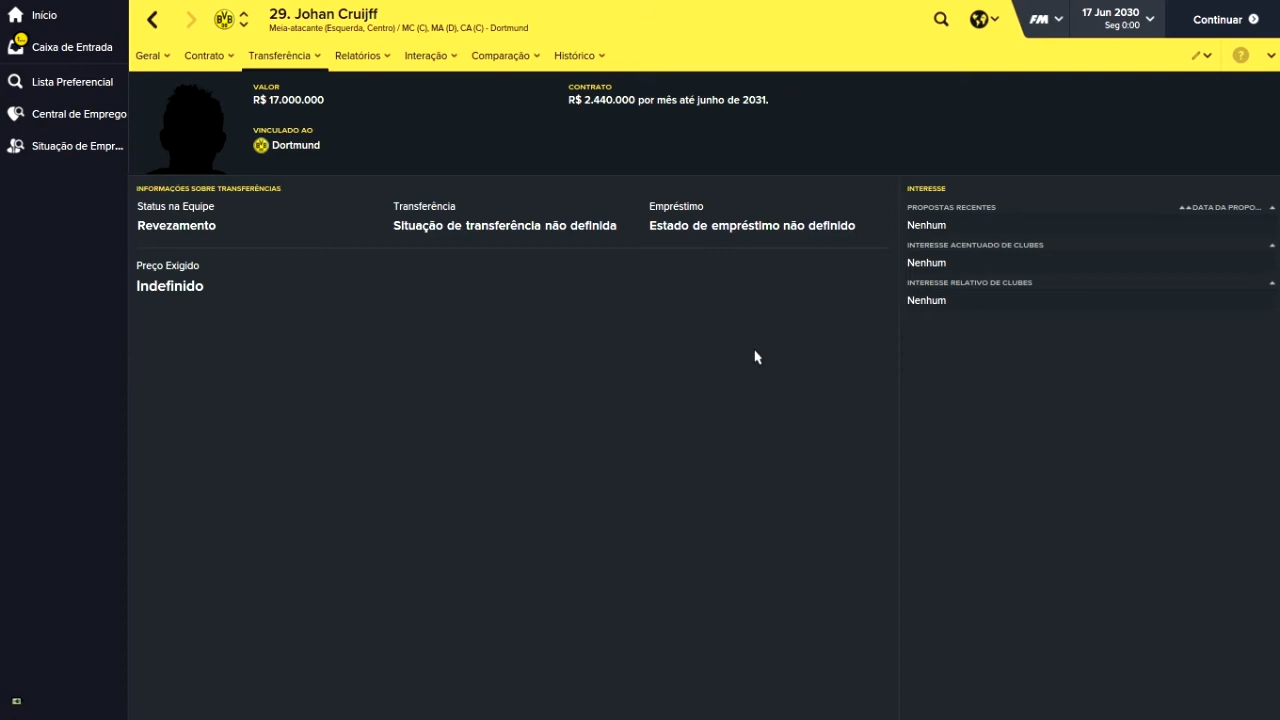 Início
Caixa de Entrada
Lista Preferencial
Central de Emprego
Situação de Empr...
29. Johan Cruijff
Meia-atacante (Esquerda, Centro) / MC (C), MA (D), CA (C) - Dortmund
FM
17 Jun 2030
Seg 0:00
Continuar
Geral
Contrato
Transferência
Relatórios
Interação
Comparação
Histórico
VALOR
R$ 17.000.000
CONTRATO
R$ 2.440.000 por mês até junho de 2031.
VINCULADO AO
Dortmund
INFORMAÇÕES SOBRE TRANSFERÊNCIAS
Status na Equipe
Transferência
Empréstimo
Revezamento
Situação de transferência não definida
Estado de empréstimo não definido
Preço Exigido
Indefinido
INTERESSE
PROPOSTAS RECENTES
DATA DA PROPO...
Nenhum
INTERESSE ACENTUADO DE CLUBES
Nenhum
INTERESSE RELATIVO DE CLUBES
Nenhum